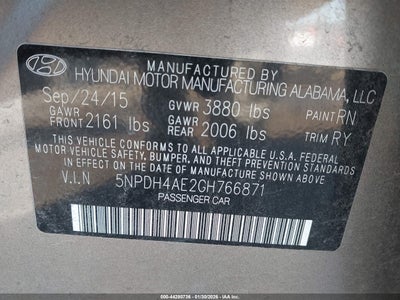 MANUFACTURED BY
HYUNDAI MOTOR MANUFACTURING ALABAMA, LLC
Sep/24/15 GVWR 3880 lbs PAINT RN
GAWR FRONT 2161 lbs GAWR REAR 2006 lbs TRIM RY
THIS VEHICLE CONFORMS TO ALL APPLICABLE U.S.A FEDERAL
MOTOR VEHICLE SAFETY, BUMPER, AND THEFT PREVENTION
STANDARDS IN EFFECT ON THE DATE OF MANUFACTURE SHOWN ABOVE.
V.I.N 5NPDH4AE2GH766871
PASSENGER CAR
000-44280736 - 01/30/2026 - IAAI.COM